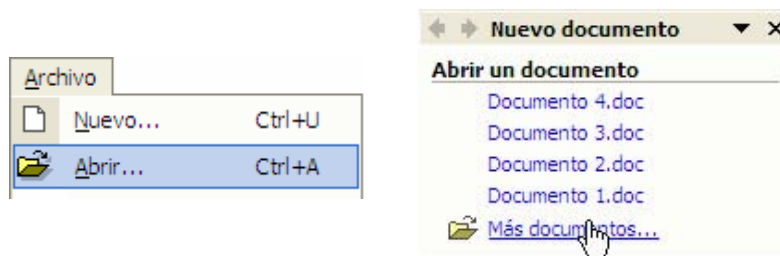 Archivo
Nuevo... Ctrl+U
Abrir... Ctrl+A
Nuevo documento
Abrir un documento
Documento 4.doc
Documento 3.doc
Documento 2.doc
Documento 1.doc
Más documentos...